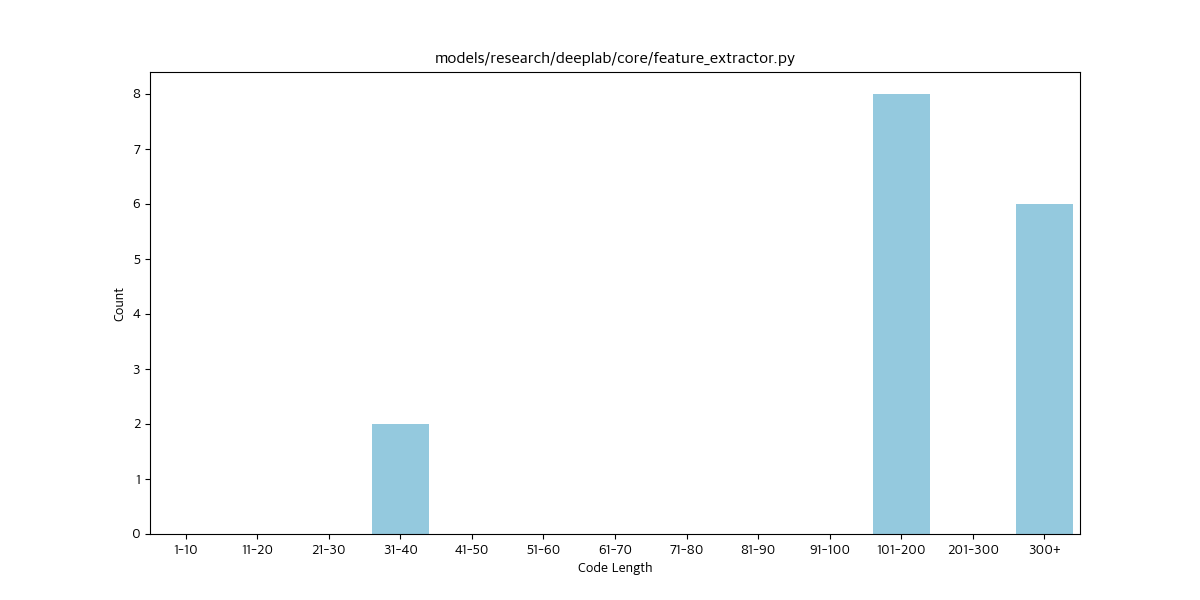 models/research/deeplab/core/feature_extractor.py
8
7
6
5
4
3
2
1
0
Count
1-10 11-20 21-30 31-40 41-50 51-60 61-70 71-80 81-90 91-100 101-200 201-300 300+
Code Length